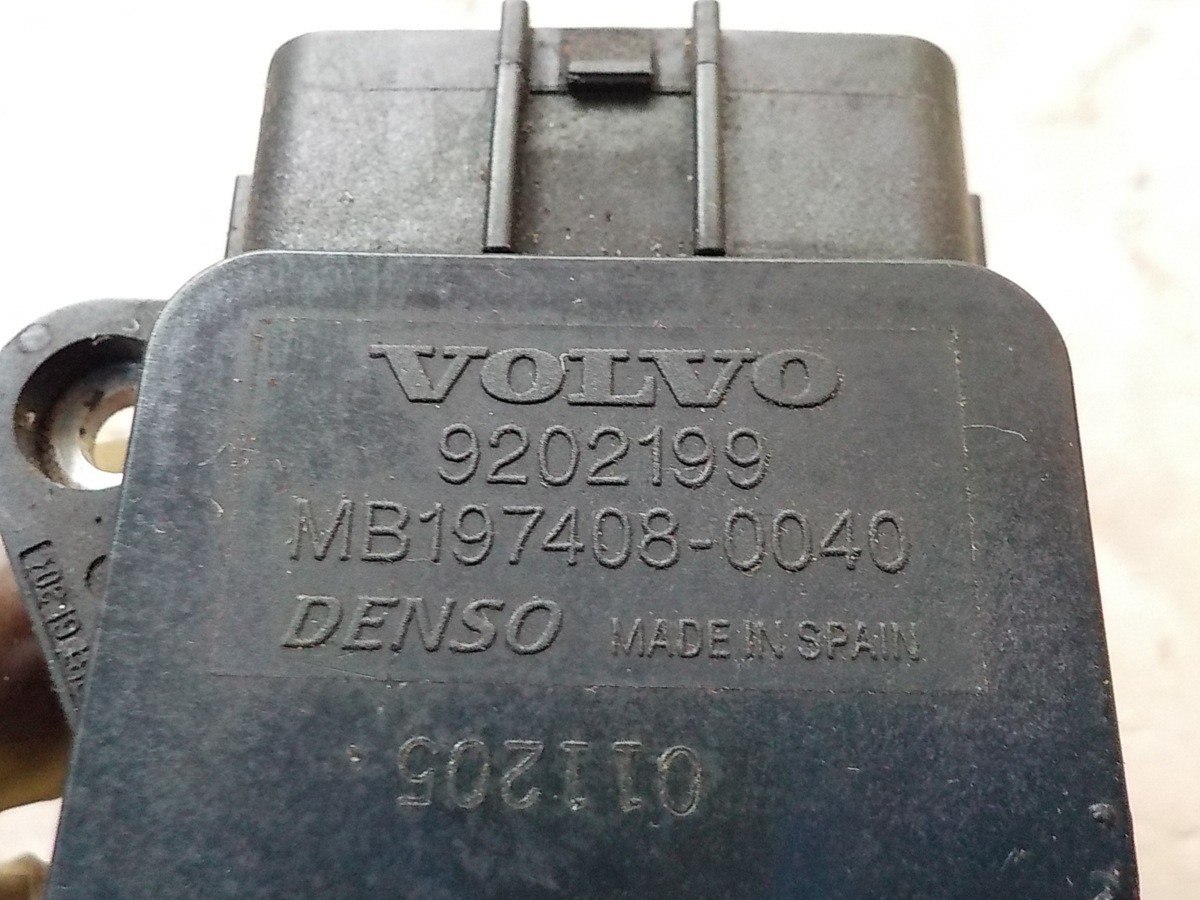 VOLVO
9202199
MB197408-0040
DENSO MADE IN SPAIN
011205